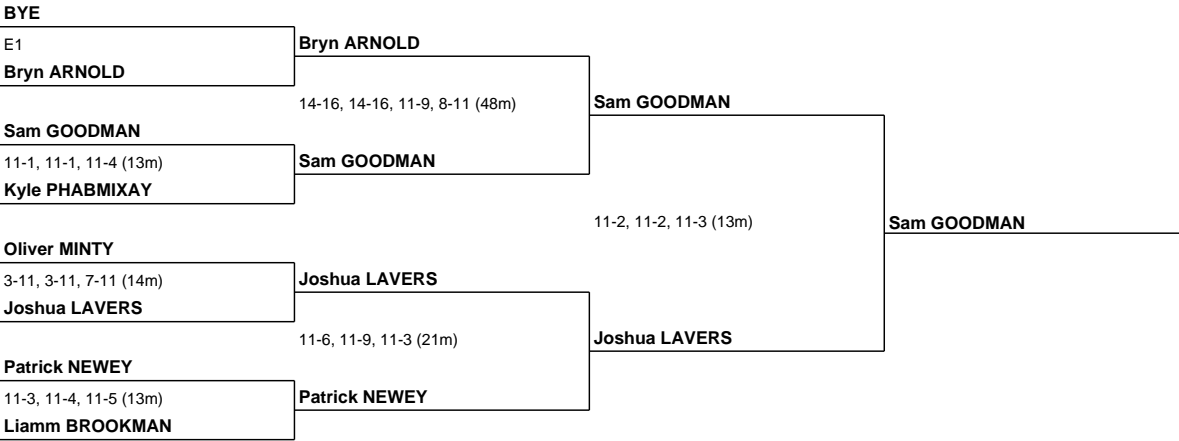 BYE
E1
Bryn ARNOLD
Bryn ARNOLD
14-16, 14-16, 11-9, 8-11 (48m)
Sam GOODMAN
Sam GOODMAN
11-1, 11-1, 11-4 (13m)
Kyle PHABMIXAY
Sam GOODMAN
11-2, 11-2, 11-3 (13m)
Sam GOODMAN
Oliver MINTY
3-11, 3-11, 7-11 (14m)
Joshua LAVERS
Joshua LAVERS
11-6, 11-9, 11-3 (21m)
Joshua LAVERS
Patrick NEWEY
11-3, 11-4, 11-5 (13m)
Liamm BROOKMAN
Patrick NEWEY